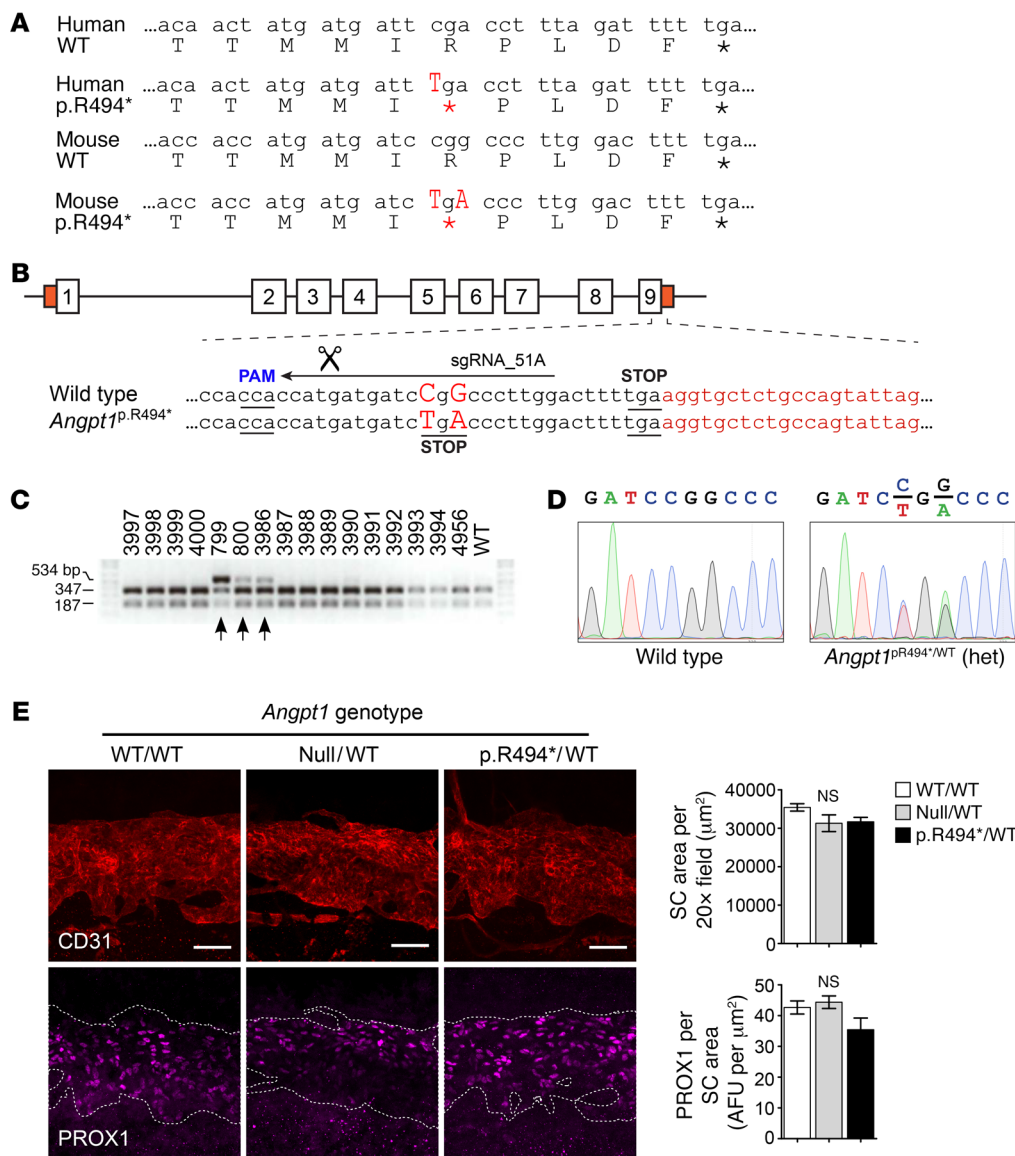 A
Human ...aca act atg atg att cga cct tta gat ttt tga...
WT T T M M I R P L D F *
Human ...aca act atg atg att Tga cct tta gat ttt tga...
p.R494* T T M M I * P L D F *
Mouse ...acc acc atg atg atc cgg ccc ttg gac ttt tga...
WT T T M M I R P L D F *
Mouse ...acc acc atg atg atc TgA ccc ttg gac ttt tga...
p.R494* T T M M I * P L D F *
B
1 2 3 4 5 6 7 8 9
sgRNA_51A
PAM STOP
Wild type ...ccaccaccatgatgatcCgGcccttggacttttgaaggtgctctgccagtattag...
Angpt1p.R494* ...ccaccaccatgatgatcTgAcccttggacttttgaaggtgctctgccagtattag...
STOP
C
3997 3998 3999 4000 799 800 3986 3987 3988 3989 3990 3991 3992 3993 3994 4956 WT
534 bp
347
187
D
G A T C C G G C C C
G A T C C/T G G/A C C C
Wild type
Angpt1pR494*/WT (het)
E
Angpt1 genotype
WT/WT Null/WT p.R494*/WT
CD31
PROX1
SC area per
20× field (μm²)
40000
30000
20000
10000
0
NS
WT/WT
Null/WT
p.R494*/WT
PROX1 per
SC area
(AFU per μm²)
50
40
30
20
10
0
NS